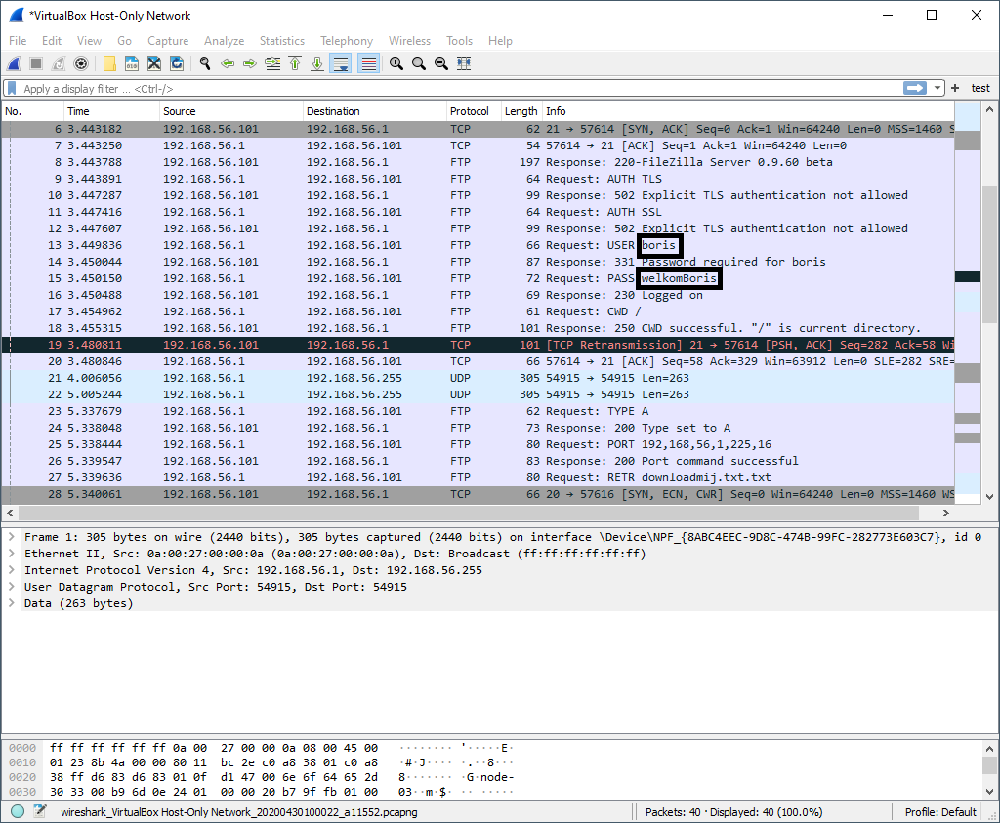 *VirtualBox Host-Only Network
File Edit View Go Capture Analyze Statistics Telephony Wireless Tools Help
Apply a display filter ... <Ctrl-/> + test
No. Time Source Destination Protocol Length Info
6 3.443182 192.168.56.101 192.168.56.1 TCP 62 21 → 57614 [SYN, ACK] Seq=0 Ack=1 Win=64240 Len=0 MSS=1460 S
7 3.443250 192.168.56.1 192.168.56.101 TCP 54 57614 → 21 [ACK] Seq=1 Ack=1 Win=64240 Len=0
8 3.443788 192.168.56.101 192.168.56.1 FTP 197 Response: 220-FileZilla Server 0.9.60 beta
9 3.443891 192.168.56.1 192.168.56.101 FTP 64 Request: AUTH TLS
10 3.447287 192.168.56.101 192.168.56.1 FTP 99 Response: 502 Explicit TLS authentication not allowed
11 3.447416 192.168.56.1 192.168.56.101 FTP 64 Request: AUTH SSL
12 3.447607 192.168.56.101 192.168.56.1 FTP 99 Response: 502 Explicit TLS authentication not allowed
13 3.449836 192.168.56.1 192.168.56.101 FTP 66 Request: USER boris
14 3.450044 192.168.56.101 192.168.56.1 FTP 87 Response: 331 Password required for boris
15 3.450150 192.168.56.1 192.168.56.101 FTP 72 Request: PASS welkomBoris
16 3.450488 192.168.56.101 192.168.56.1 FTP 69 Response: 230 Logged on
17 3.454962 192.168.56.1 192.168.56.101 FTP 61 Request: CWD /
18 3.455315 192.168.56.101 192.168.56.1 FTP 101 Response: 250 CWD successful. "/" is current directory.
19 3.480811 192.168.56.101 192.168.56.1 TCP 101 [TCP Retransmission] 21 → 57614 [PSH, ACK] Seq=282 Ack=58 Wi
20 3.480846 192.168.56.1 192.168.56.101 TCP 66 57614 → 21 [ACK] Seq=58 Ack=329 Win=63912 Len=0 SLE=282 SRE=
21 4.006056 192.168.56.1 192.168.56.255 UDP 305 54915 → 54915 Len=263
22 5.005244 192.168.56.1 192.168.56.255 UDP 305 54915 → 54915 Len=263
23 5.337679 192.168.56.1 192.168.56.101 FTP 62 Request: TYPE A
24 5.338048 192.168.56.101 192.168.56.1 FTP 73 Response: 200 Type set to A
25 5.338444 192.168.56.1 192.168.56.101 FTP 80 Request: PORT 192,168,56,1,225,16
26 5.339547 192.168.56.101 192.168.56.1 FTP 83 Response: 200 Port command successful
27 5.339636 192.168.56.1 192.168.56.101 FTP 80 Request: RETR downloadmij.txt.txt
28 5.340061 192.168.56.101 192.168.56.1 TCP 66 20 → 57616 [SYN, ECN, CWR] Seq=0 Win=64240 Len=0 MSS=1460 WS
Frame 1: 305 bytes on wire (2440 bits), 305 bytes captured (2440 bits) on interface \Device\NPF_{8ABC4EEC-9D8C-474B-99FC-282773E603C7}, id 0
Ethernet II, Src: 0a:00:27:00:00:0a (0a:00:27:00:00:0a), Dst: Broadcast (ff:ff:ff:ff:ff:ff)
Internet Protocol Version 4, Src: 192.168.56.1, Dst: 192.168.56.255
User Datagram Protocol, Src Port: 54915, Dst Port: 54915
Data (263 bytes)
0000 ff ff ff ff ff ff 0a 00 27 00 00 0a 08 00 45 00 ········ '·····E·
0010 01 23 8b 4a 00 00 80 11 bc 2e c0 a8 38 01 c0 a8 ·#·J···· ·.··8···
0020 38 ff d6 83 d6 83 01 0f d1 47 00 6e 6f 64 65 2d 8······· ·G·node-
0030 30 33 00 b9 6d 0e 24 01 00 00 20 b7 9f fb 01 00 03··m·$· ·· ·····
wireshark_VirtualBox Host-Only Network_20200430100022_a11552.pcapng Packets: 40 · Displayed: 40 (100.0%) Profile: Default